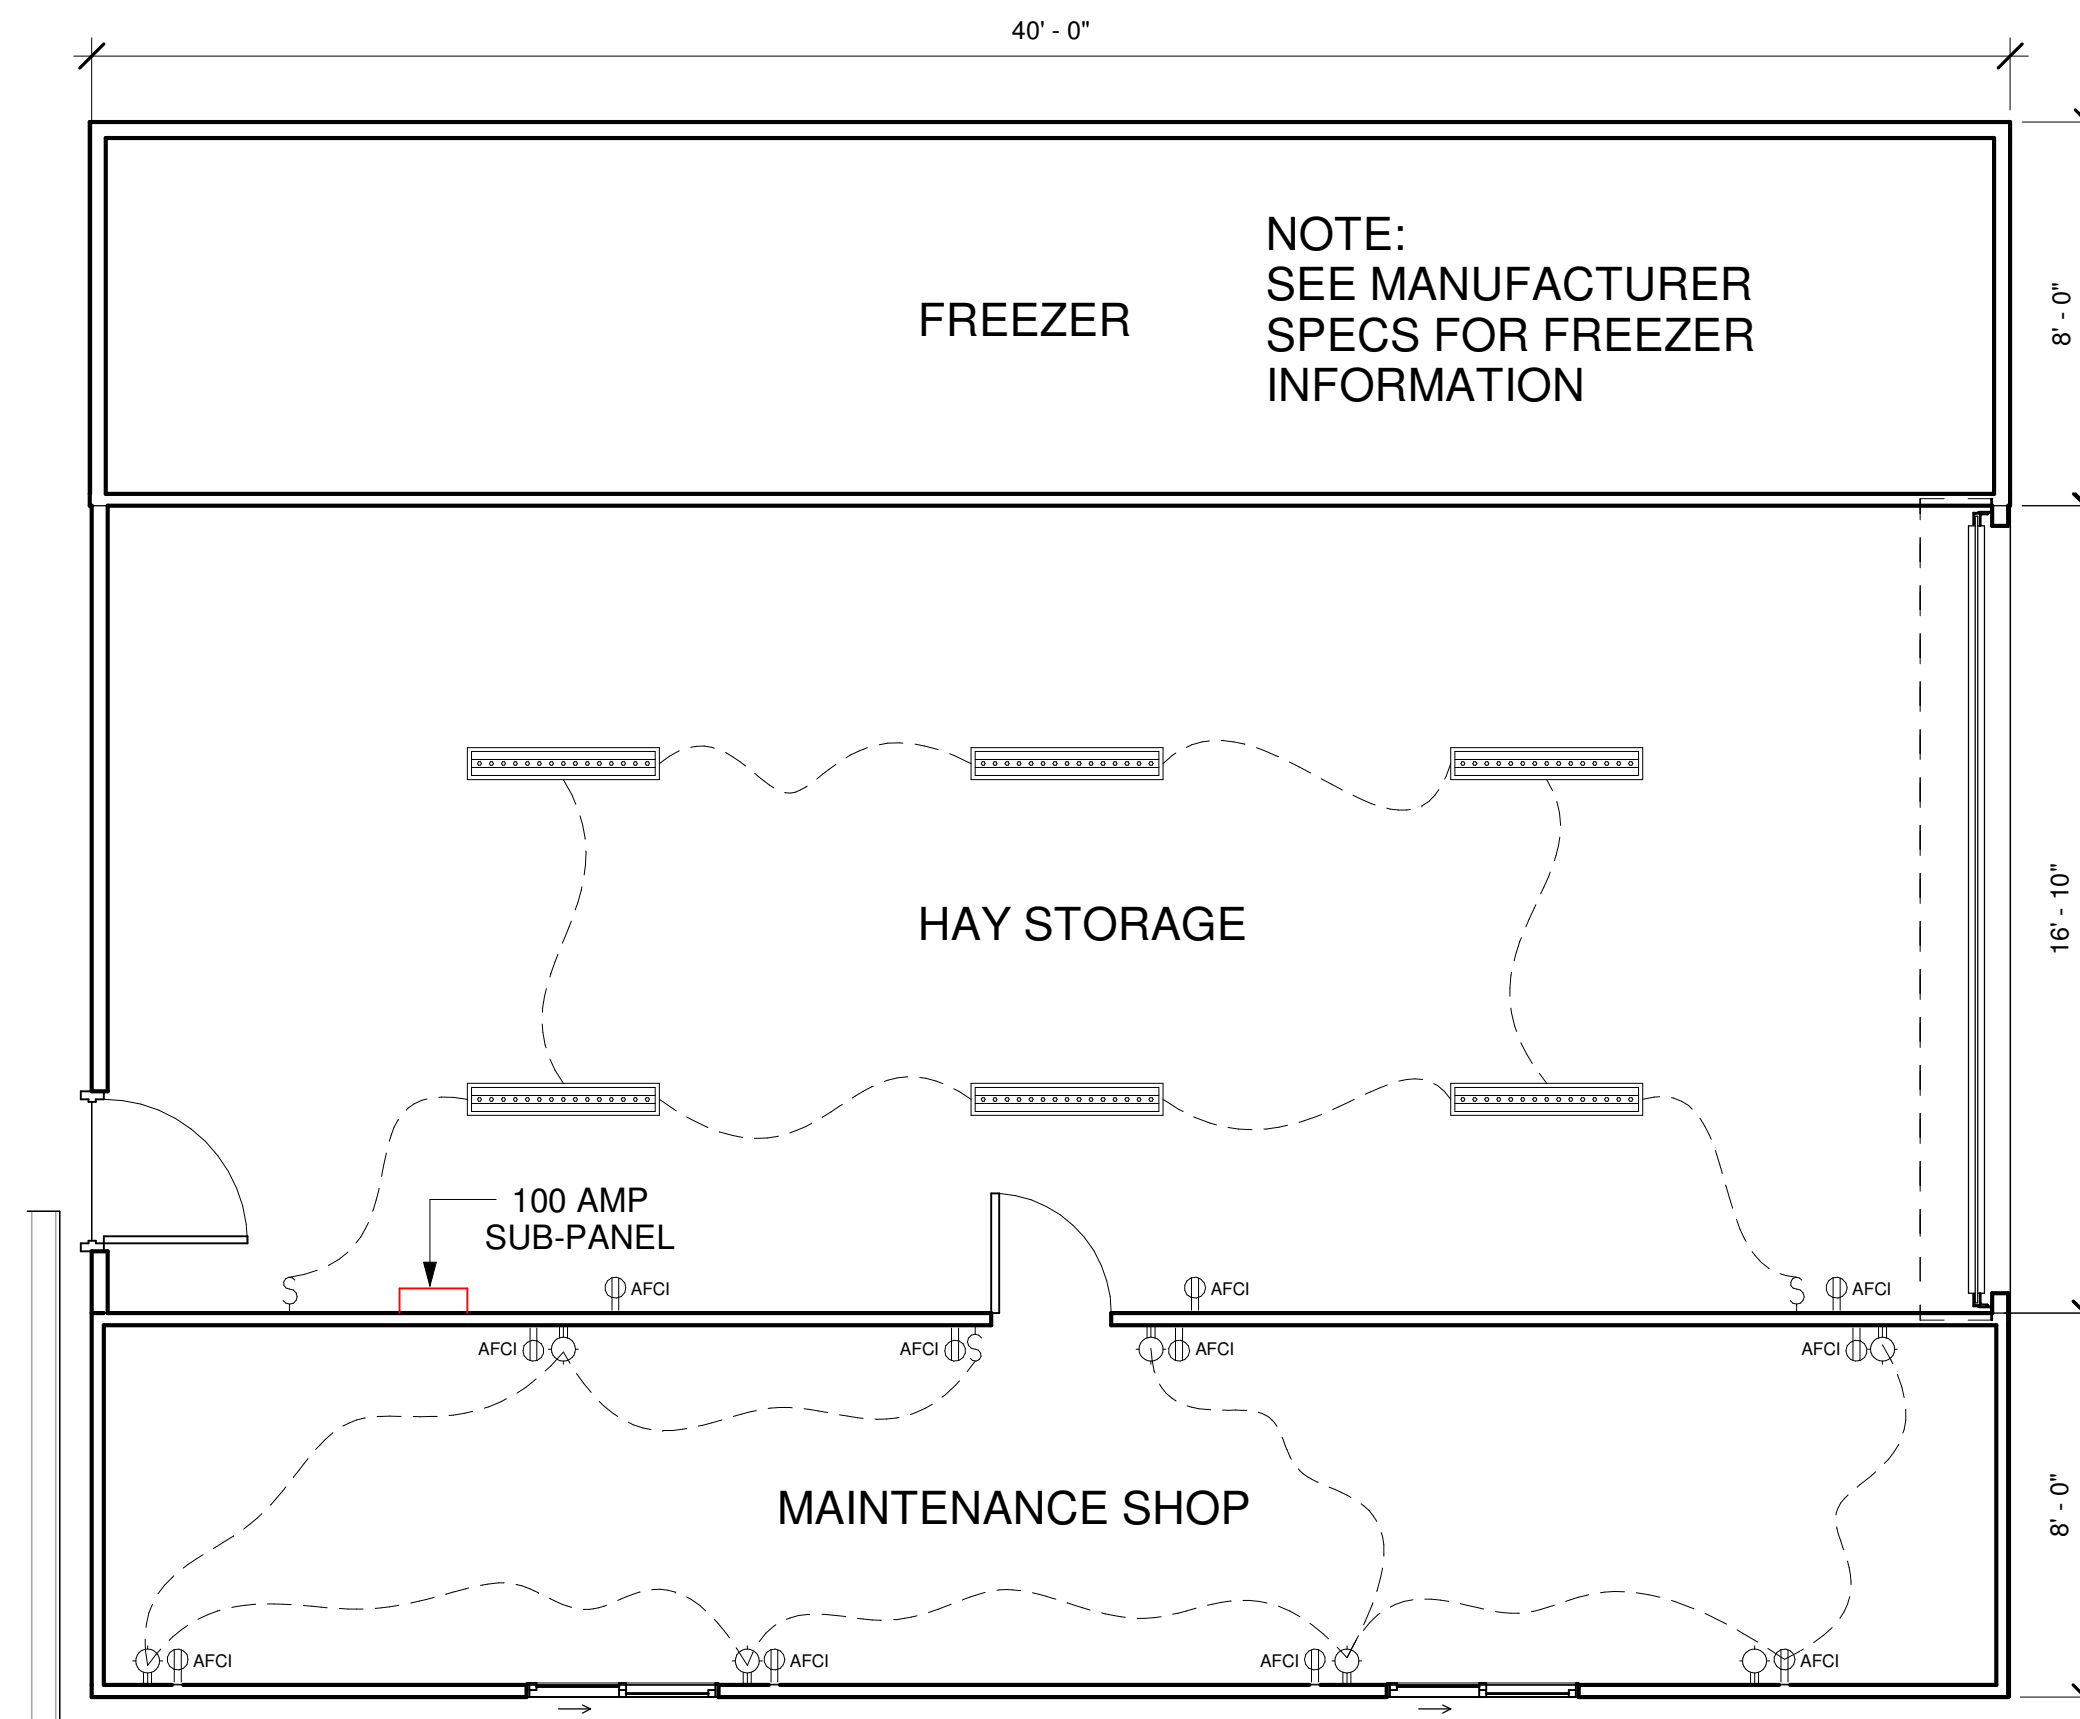 40' - 0"
NOTE:
SEE MANUFACTURER
SPECS FOR FREEZER
INFORMATION
FREEZER
8' - 0"
HAY STORAGE
16' - 10"
100 AMP
SUB-PANEL
AFCI
AFCI
AFCI
AFCI
AFCI
AFCI
AFCI
MAINTENANCE SHOP
8' - 0"
AFCI
AFCI
AFCI
AFCI